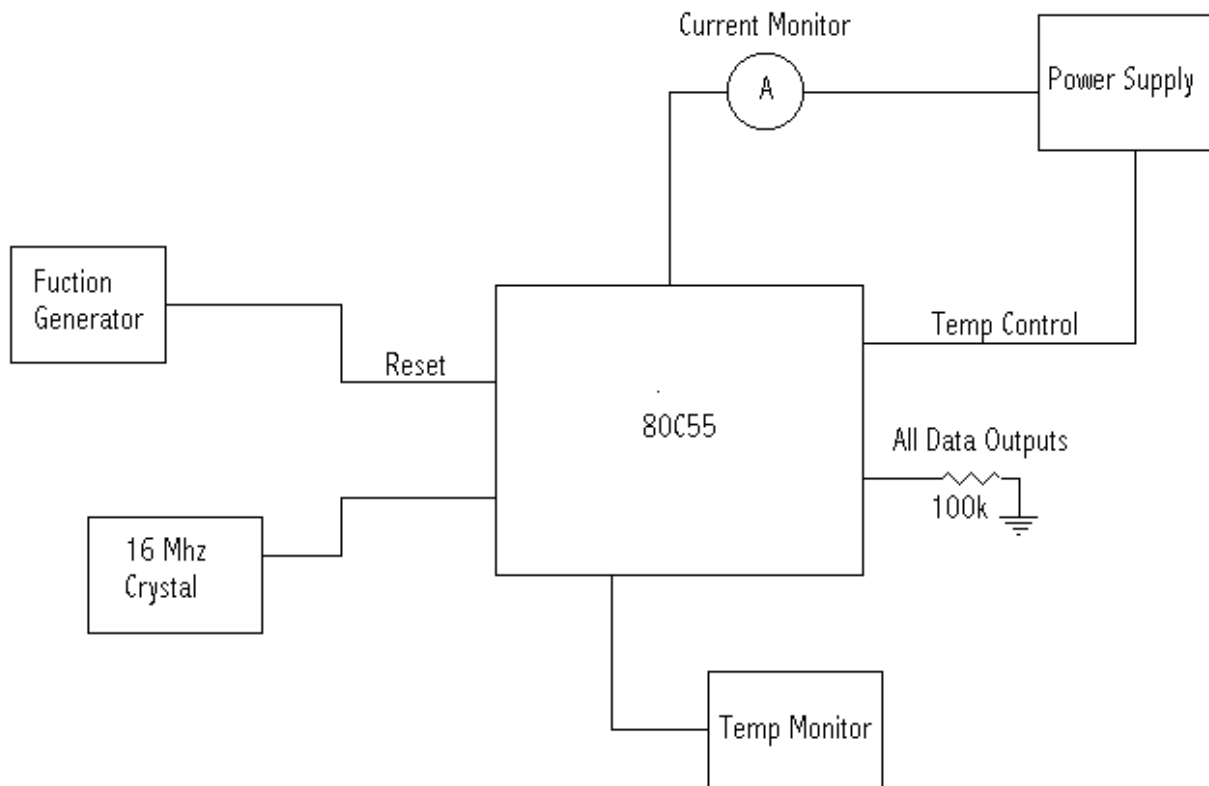 Current Monitor
A
Power Supply
Fuction
Generator
Reset
Temp Control
80C55
All Data Outputs
100k
16 Mhz
Crystal
Temp Monitor